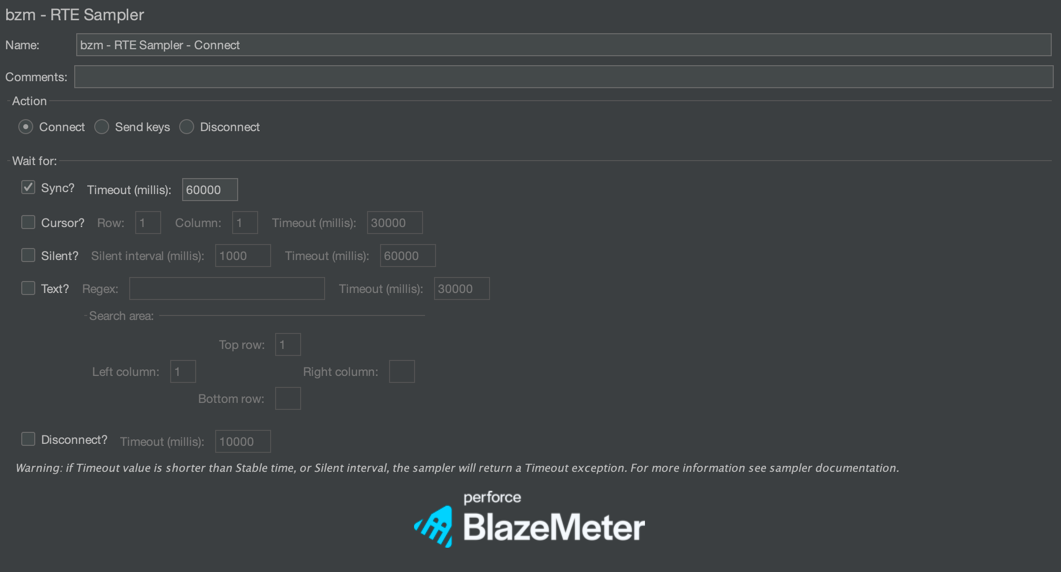 bzm - RTE Sampler
Name: bzm - RTE Sampler - Connect
Comments:
Action
Connect Send keys Disconnect
Wait for:
Sync? Timeout (millis): 60000
Cursor? Row: 1 Column: 1 Timeout (millis): 30000
Silent? Silent interval (millis): 1000 Timeout (millis): 60000
Text? Regex: Timeout (millis): 30000
Search area:
Top row: 1
Left column: 1 Right column:
Bottom row:
Disconnect? Timeout (millis): 10000
Warning: if Timeout value is shorter than Stable time, or Silent interval, the sampler will return a Timeout exception. For more information see sampler documentation.
perforce
BlazeMeter